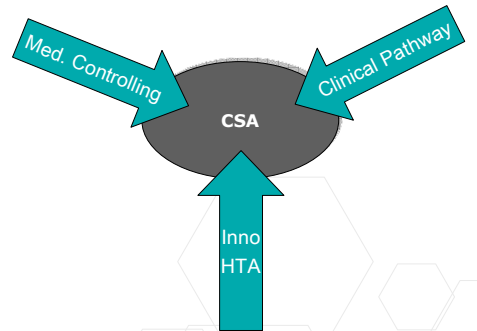 Med. Controlling
Clinical Pathway
CSA
Inno
HTA